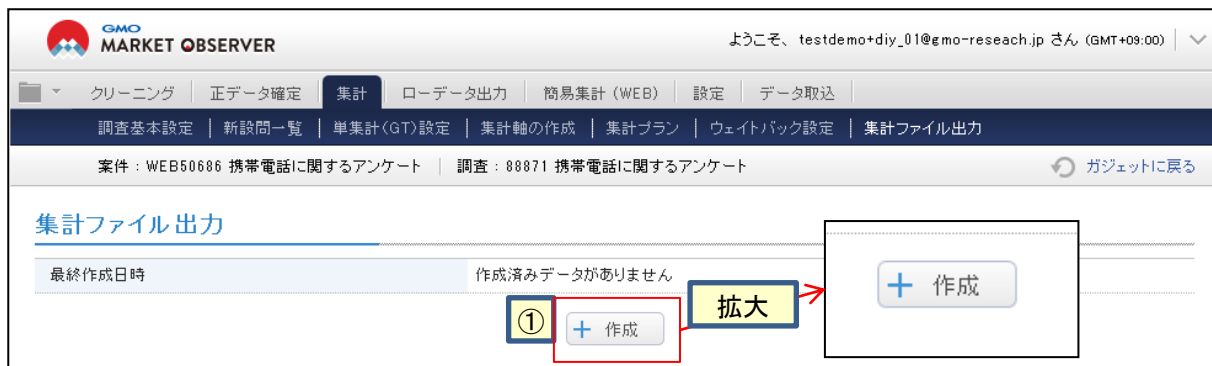 GMO
MARKET OBSERVER
ようこそ、 testdemo+diy_01@gmo-reseach.jp さん (GMT+09:00)
クリーニング 正データ確定 集計 ローデータ出力 簡易集計 (WEB) 設定 データ取込
調査基本設定 新設問一覧 単集計(GT)設定 集計軸の作成 集計プラン ウェイトバック設定 集計ファイル出力
案件：WEB50686 携帯電話に関するアンケート 調査：88871 携帯電話に関するアンケート ガジェットに戻る
集計ファイル出力
最終作成日時 作成済みデータがありません
① + 作成 拡大 + 作成